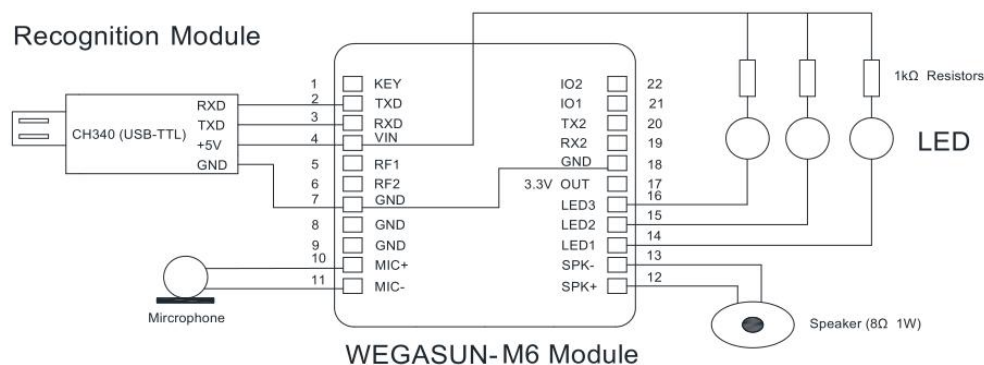 Recognition Module
CH340 (USB-TTL)
RXD
TXD
+5V
GND
1 KEY
2 TXD
3 RXD
4 VIN
5 RF1
6 RF2
7 GND
8 GND
9 GND
10 MIC+
11 MIC-
IO2 22
IO1 21
TX2 20
RX2 19
GND 18
3.3V OUT 17
LED3 16
LED2 15
LED1 14
SPK- 13
SPK+ 12
1kΩ Resistors
LED
Mircrophone
Speaker (8Ω 1W)
WEGASUN-M6 Module